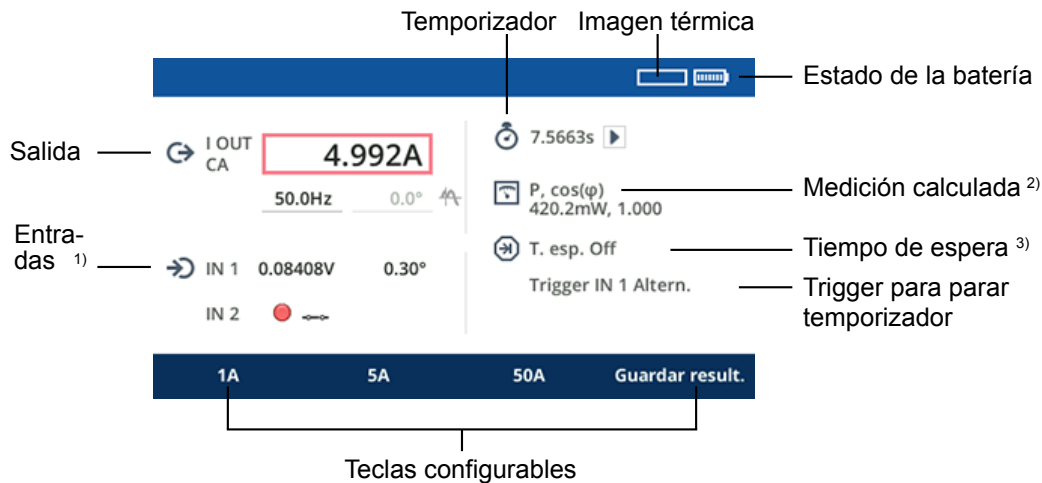 Temporizador Imagen térmica
Estado de la batería
Salida
I OUT
CA
4.992A
50.0Hz 0.0°
7.5663s
P, cos(φ)
420.2mW, 1.000
Medición calculada 2)
Entra-
das 1)
IN 1 0.08408V 0.30°
IN 2
T. esp. Off
Tiempo de espera 3)
Trigger IN 1 Altern.
Trigger para parar
temporizador
1A 5A 50A Guardar result.
Teclas configurables